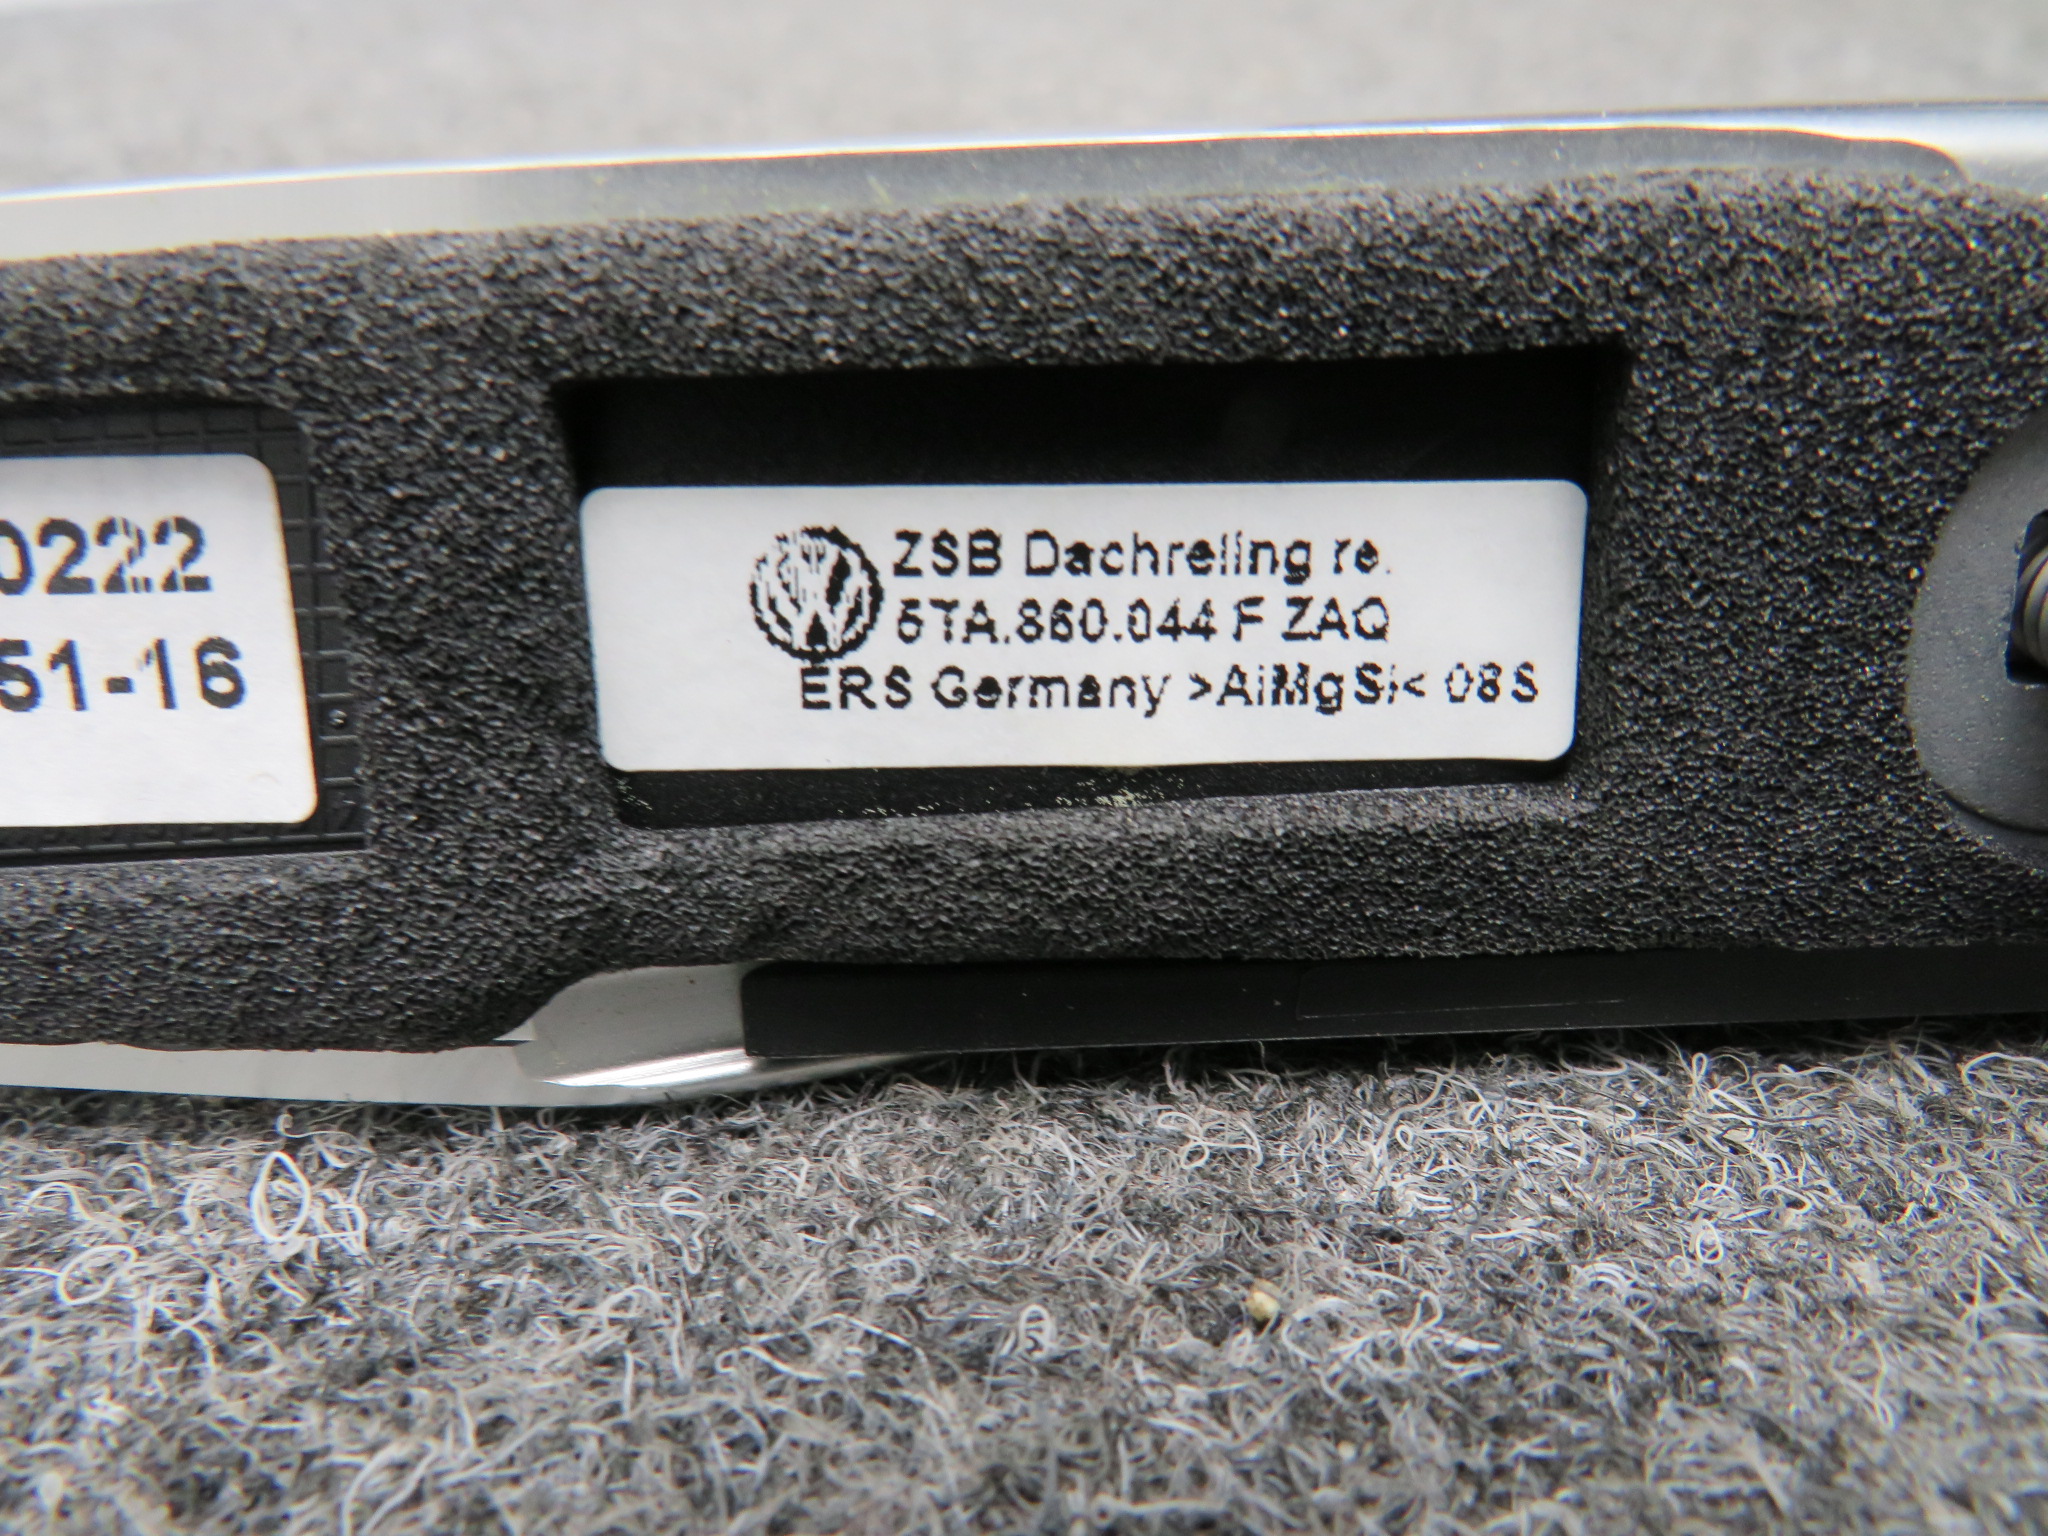 0222
51-16
ZSB Dachreling re.
5TA.860.044 F ZAQ
ERS Germany >AlMgSi< 08S